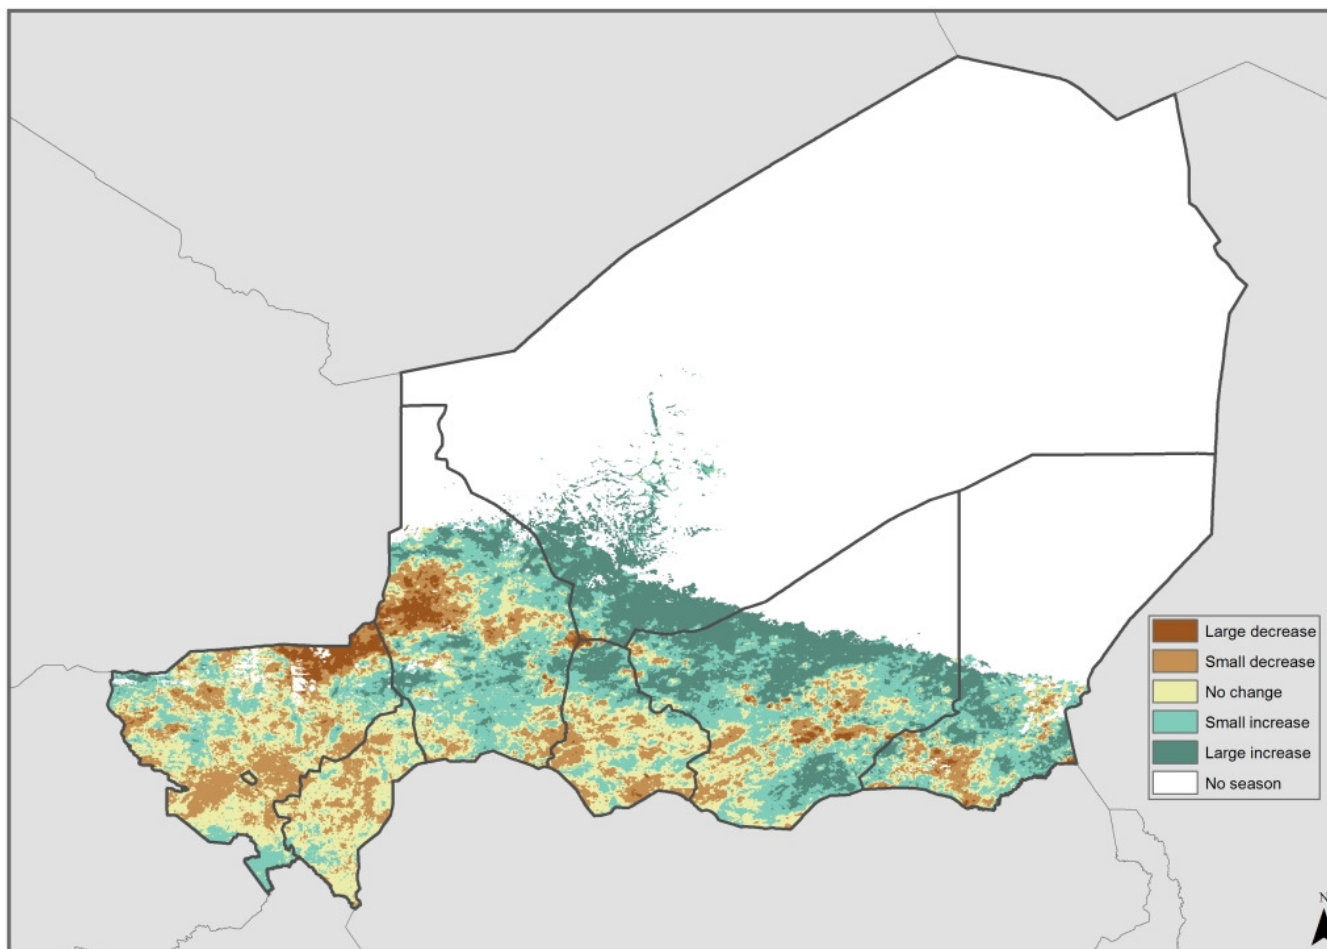 Large decrease
Small decrease
No change
Small increase
Large increase
No season
N